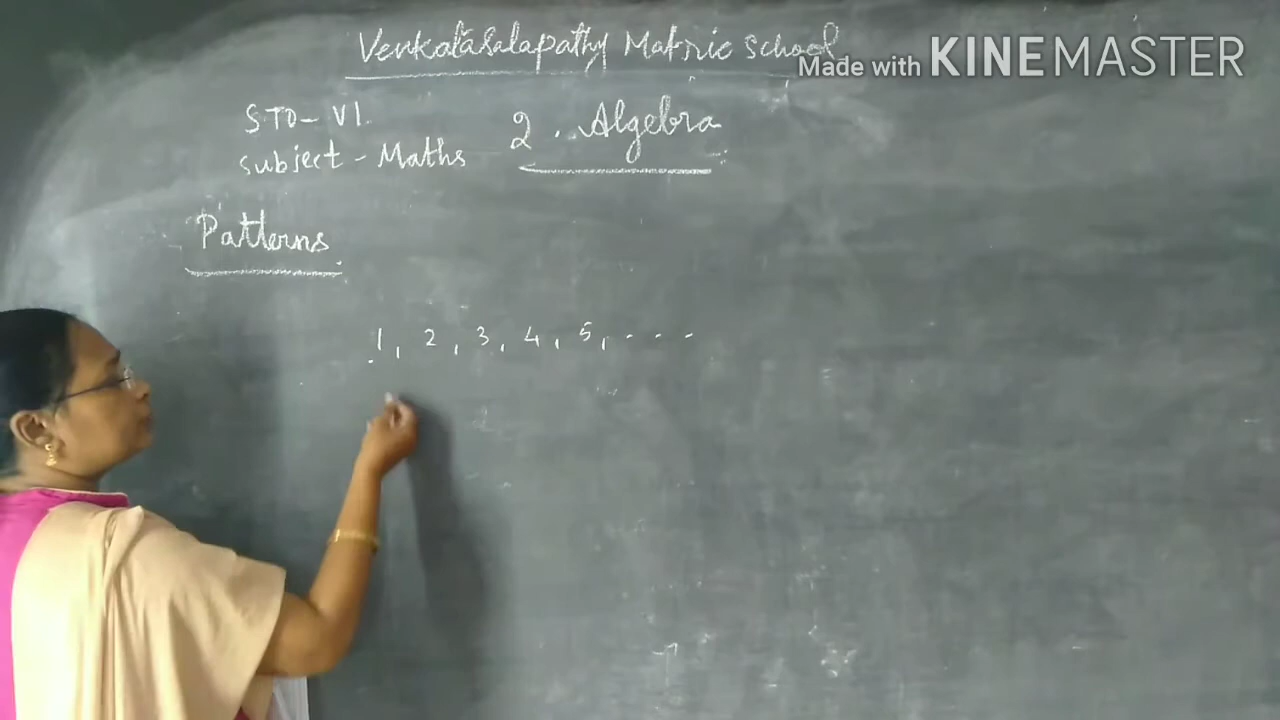 Venkatasalapathy Matric School
Made with KINEMASTER
STD - VI.
2. Algebra
Subject - Maths
Patterns
1, 2, 3, 4, 5, - - -